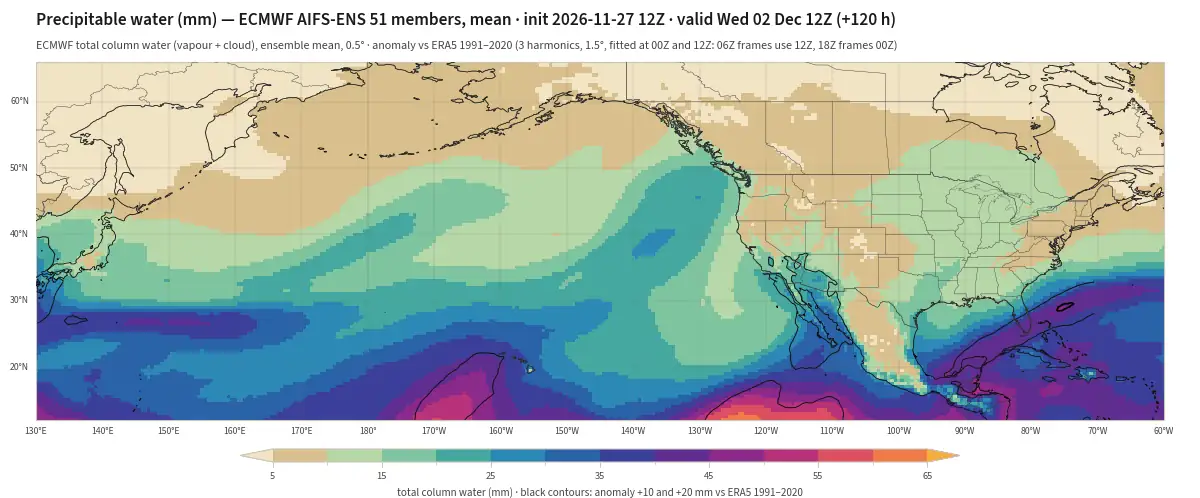 Precipitable water (mm) — ECMWF AIFS-ENS 51 members, mean · init 2026-11-27 12Z · valid Wed 02 Dec 12Z (+120 h)
ECMWF total column water (vapour + cloud), ensemble mean, 0.5° · anomaly vs ERA5 1991–2020 (3 harmonics, 1.5°, fitted at 00Z and 12Z: 06Z frames use 12Z, 18Z frames 00Z)
60°N
50°N
40°N
30°N
20°N
130°E 140°E 150°E 160°E 170°E 180° 170°W 160°W 150°W 140°W 130°W 120°W 110°W 100°W 90°W 80°W 70°W 60°W
5 15 25 35 45 55 65
total column water (mm) · black contours: anomaly +10 and +20 mm vs ERA5 1991–2020